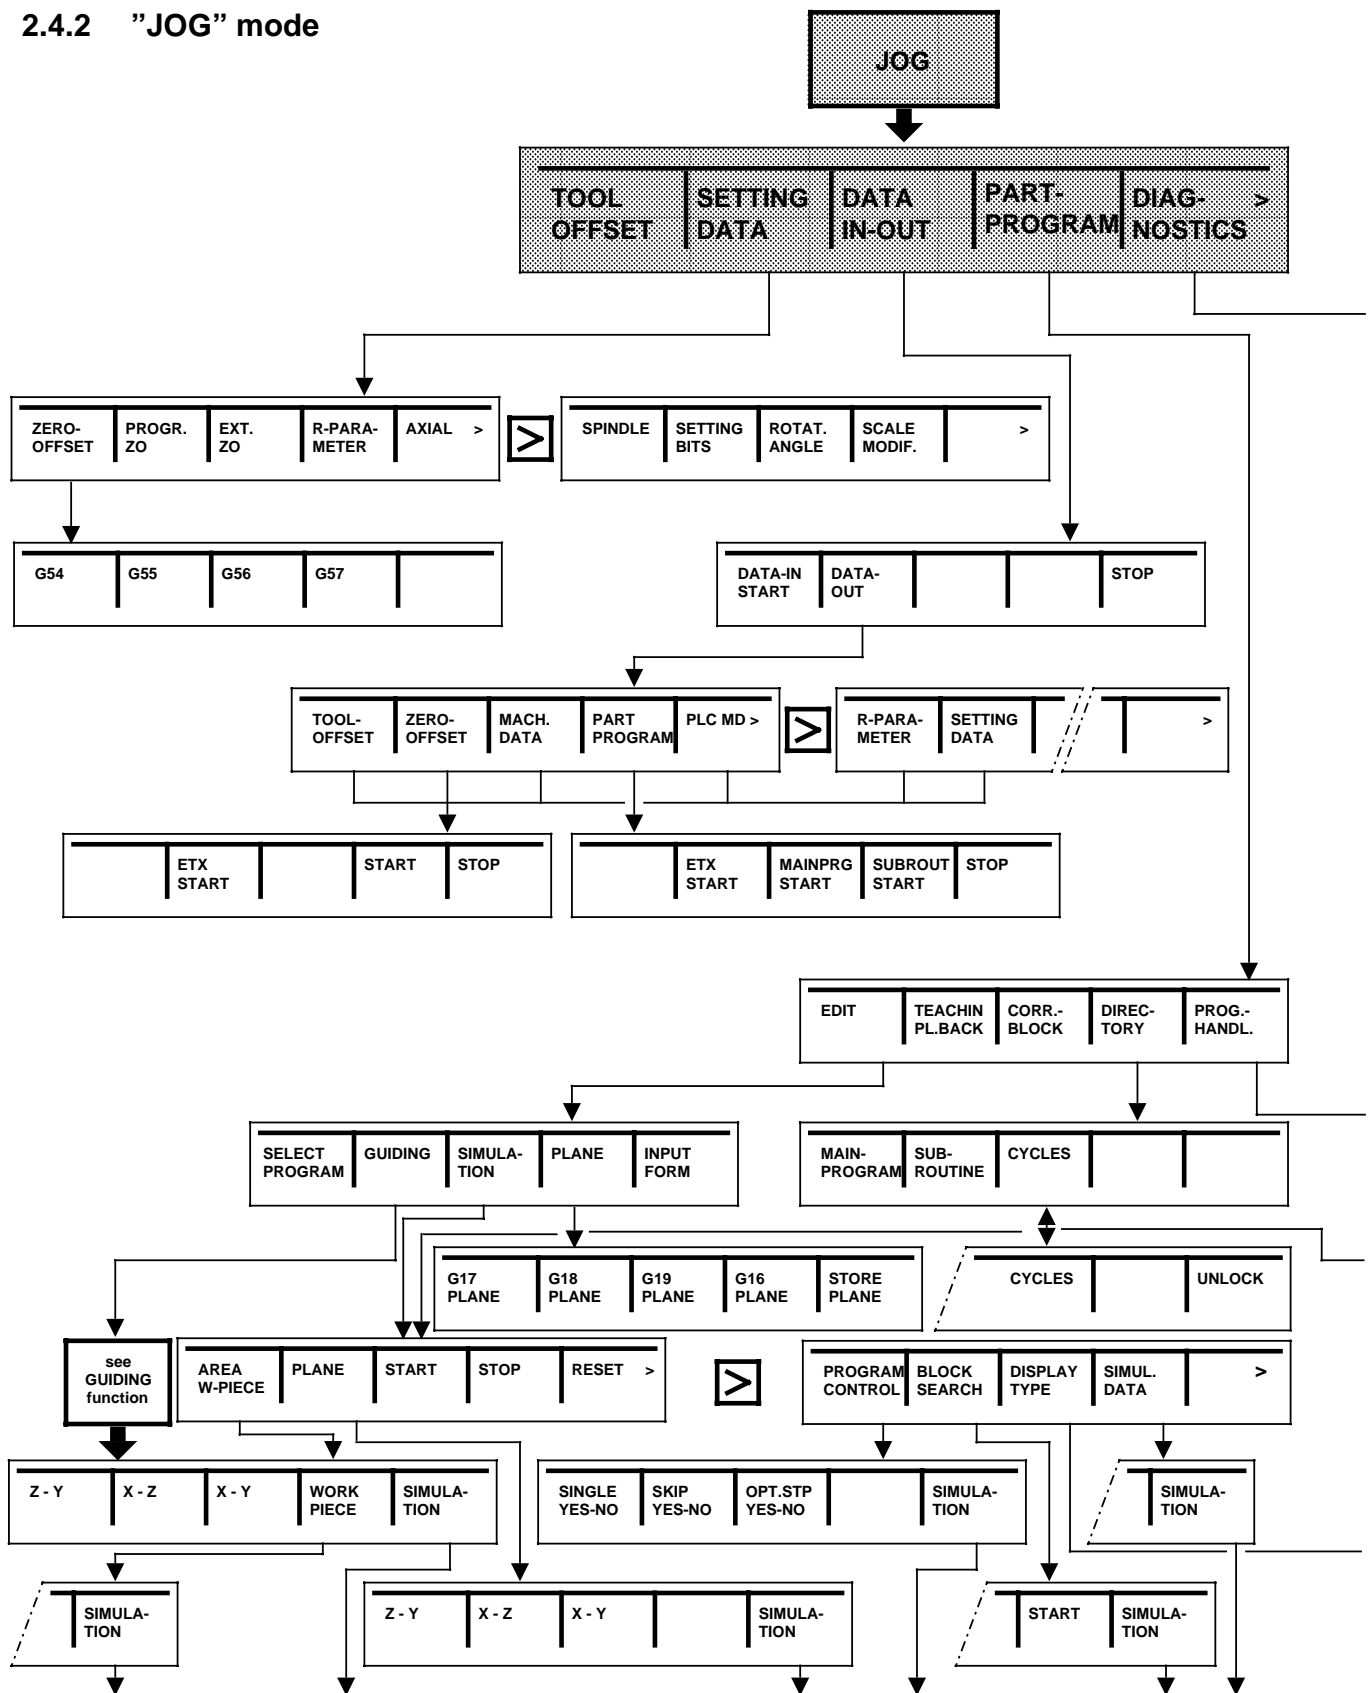 2.4.2 ”JOG” mode
JOG
TOOL OFFSET
SETTING DATA
DATA IN-OUT
PART- PROGRAM
DIAG- NOSTICS >
ZERO- OFFSET
PROGR. ZO
EXT. ZO
R-PARA- METER
AXIAL >
>
SPINDLE
SETTING BITS
ROTAT. ANGLE
SCALE MODIF.
>
G54
G55
G56
G57
DATA-IN START
DATA- OUT
STOP
TOOL- OFFSET
ZERO- OFFSET
MACH. DATA
PART PROGRAM
PLC MD >
>
R-PARA- METER
SETTING DATA
>
ETX START
START
STOP
ETX START
MAINPRG START
SUBROUT START
STOP
EDIT
TEACHIN PL.BACK
CORR.- BLOCK
DIREC- TORY
PROG.- HANDL.
SELECT PROGRAM
GUIDING
SIMULA- TION
PLANE
INPUT FORM
MAIN- PROGRAM
SUB- ROUTINE
CYCLES
G17 PLANE
G18 PLANE
G19 PLANE
G16 PLANE
STORE PLANE
CYCLES
UNLOCK
see
GUIDING
function
AREA W-PIECE
PLANE
START
STOP
RESET >
>
PROGRAM CONTROL
BLOCK SEARCH
DISPLAY TYPE
SIMUL. DATA
>
Z - Y
X - Z
X - Y
WORK PIECE
SIMULA- TION
SINGLE YES-NO
SKIP YES-NO
OPT.STP YES-NO
SIMULA- TION
SIMULA- TION
SIMULA- TION
Z - Y
X - Z
X - Y
SIMULA- TION
START
SIMULA- TION